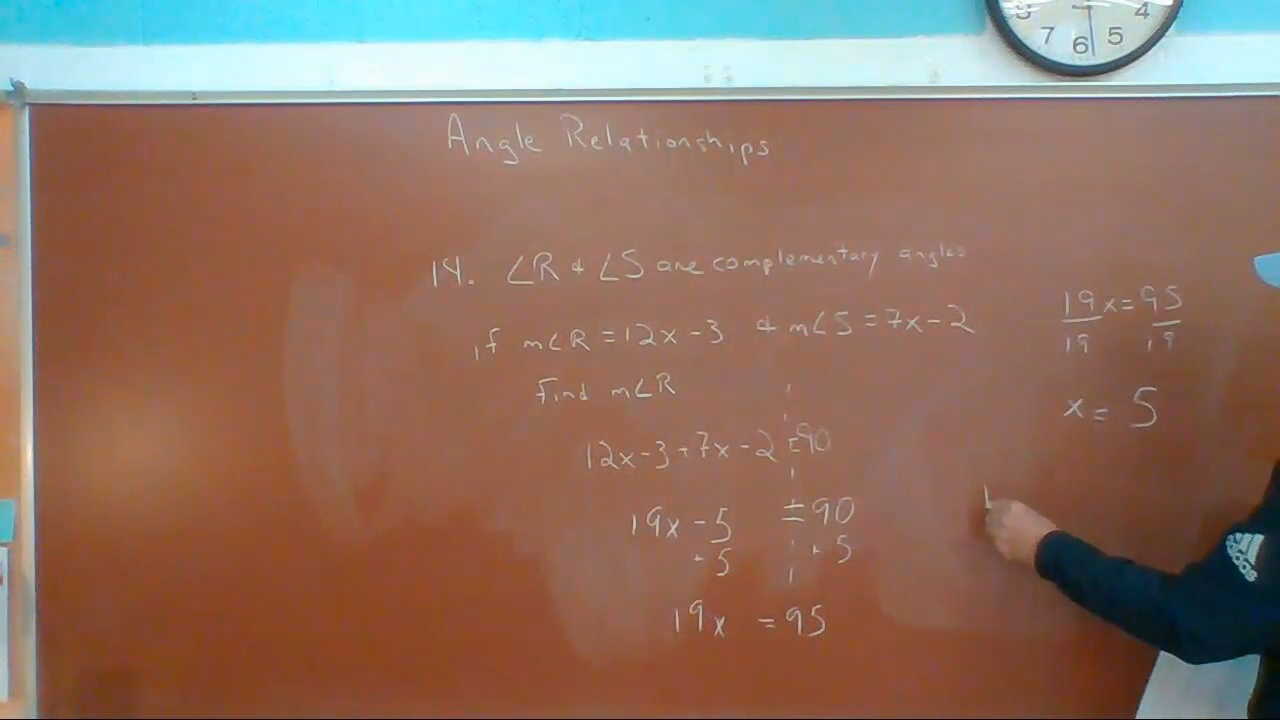 Angle Relationships
14. ∠R & ∠S are complementary angles
if m∠R = 12x - 3 & m∠S = 7x - 2
Find m∠R
12x - 3 + 7x - 2 = 90
19x - 5 = 90
+ 5 + 5
19x = 95
19x = 95
19 19
x = 5
4
7 6 5
adidas